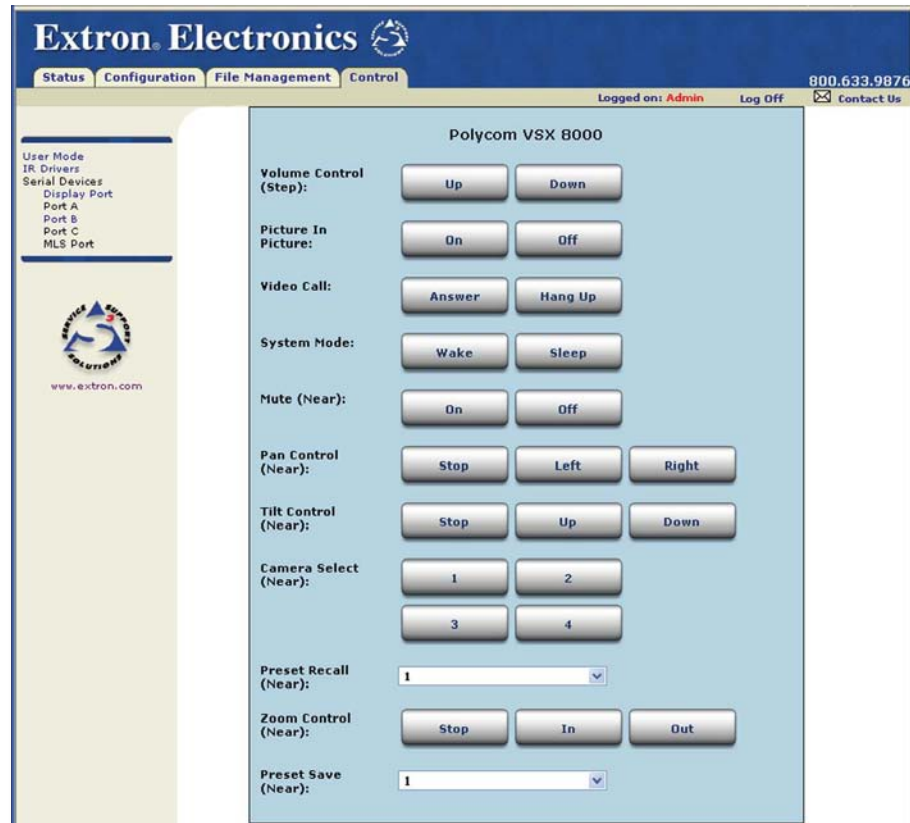 Extron® Electronics
Status Configuration File Management Control
800.633.9876
Logged on: Admin Log Off Contact Us
User Mode
IR Drivers
Serial Devices
Display Port
Port A
Port B
Port C
MLS Port
SERVICE SUPPORT SOLUTIONS
3
www.extron.com
Polycom VSX 8000
Volume Control
(Step):
Up Down
Picture In
Picture:
On Off
Video Call:
Answer Hang Up
System Mode:
Wake Sleep
Mute (Near):
On Off
Pan Control
(Near):
Stop Left Right
Tilt Control
(Near):
Stop Up Down
Camera Select
(Near):
1 2
3 4
Preset Recall
(Near):
1
Zoom Control
(Near):
Stop In Out
Preset Save
(Near):
1